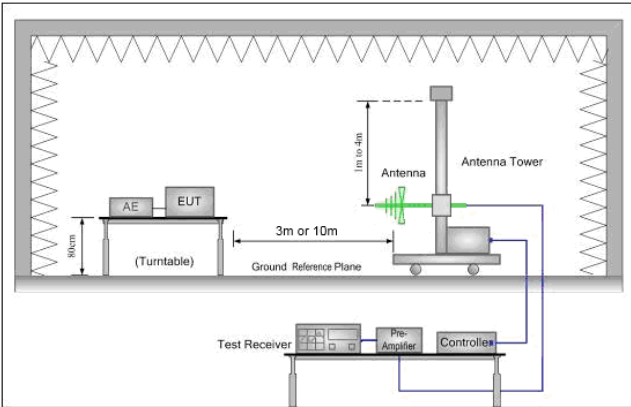 1m to 4m
Antenna
Antenna Tower
AE
EUT
80cm
3m or 10m
(Turntable)
Ground Reference Plane
Test Receiver
Pre-
Amplifier
Controller